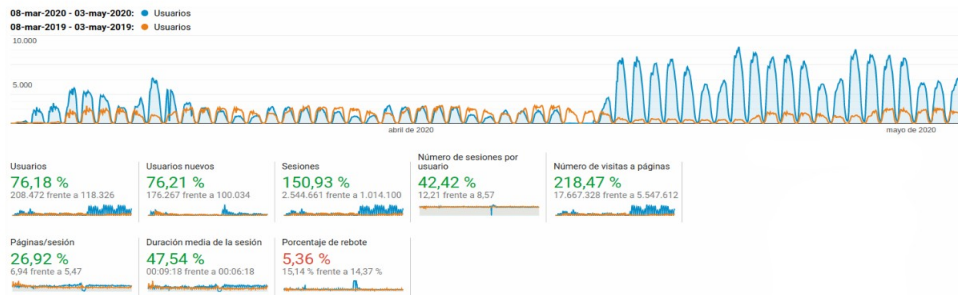 08-mar-2020 - 03-may-2020: Usuarios
08-mar-2019 - 03-may-2019: Usuarios
10.000
5.000
abril de 2020
mayo de 2020
Usuarios
76,18 %
208.472 frente a 118.326
Usuarios nuevos
76,21 %
176.267 frente a 100.034
Sesiones
150,93 %
2.544.661 frente a 1.014.100
Número de sesiones por
usuario
42,42 %
12,21 frente a 8,57
Número de visitas a páginas
218,47 %
17.667.328 frente a 5.547.612
Páginas/sesión
26,92 %
6,94 frente a 5,47
Duración media de la sesión
47,54 %
00:09:18 frente a 00:06:18
Porcentaje de rebote
5,36 %
15,14 % frente a 14,37 %